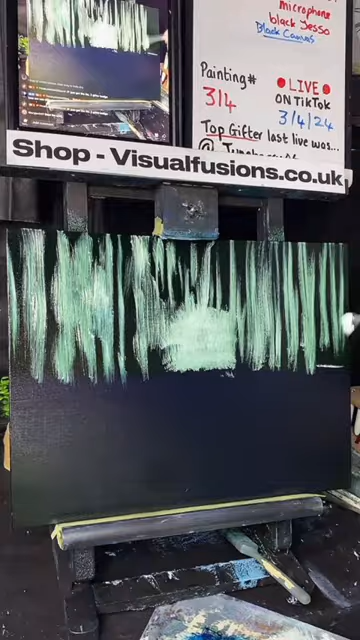 microphone
black Jesso
Black Canvas
Painting#
314
LIVE
ON TIKTOK
3/4/24
Top Gifter last live was...
@
Shop - Visualfusions.co.uk